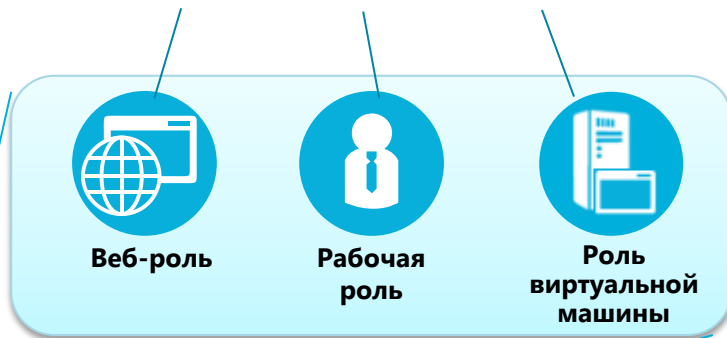 Веб-роль
Рабочая
роль
Роль
виртуальной
машины